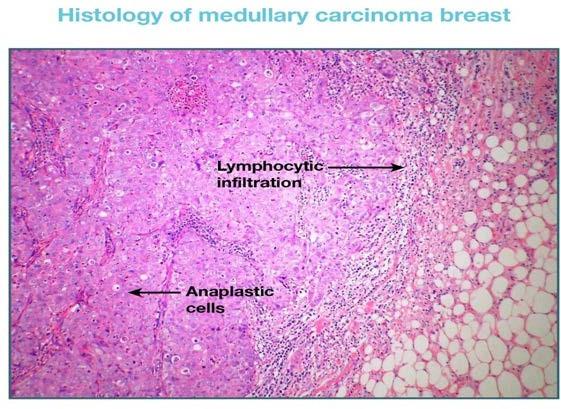 Histology of medullary carcinoma breast
Lymphocytic
infiltration
Anaplastic
cells